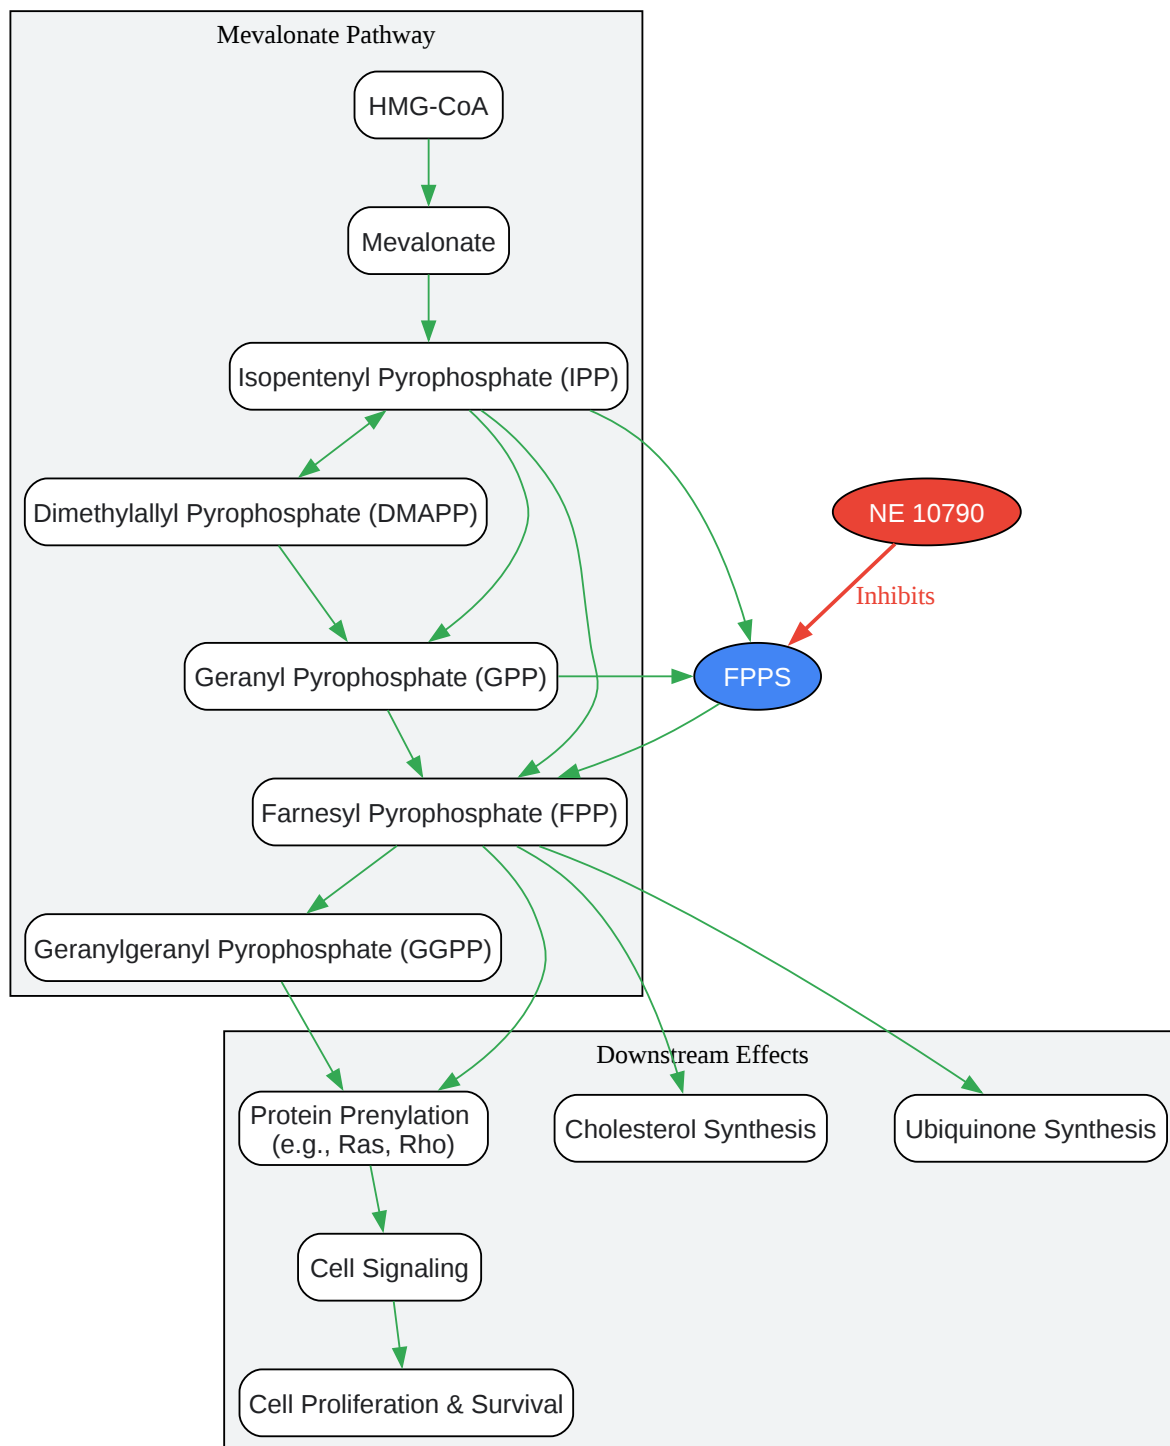 Mevalonate Pathway
HMG-CoA
Mevalonate
Isopentenyl Pyrophosphate (IPP)
Dimethylallyl Pyrophosphate (DMAPP)
NE 10790
Inhibits
Geranyl Pyrophosphate (GPP)
FPPS
Farnesyl Pyrophosphate (FPP)
Geranylgeranyl Pyrophosphate (GGPP)
Downstream Effects
Protein Prenylation
(e.g., Ras, Rho)
Cholesterol Synthesis
Ubiquinone Synthesis
Cell Signaling
Cell Proliferation & Survival